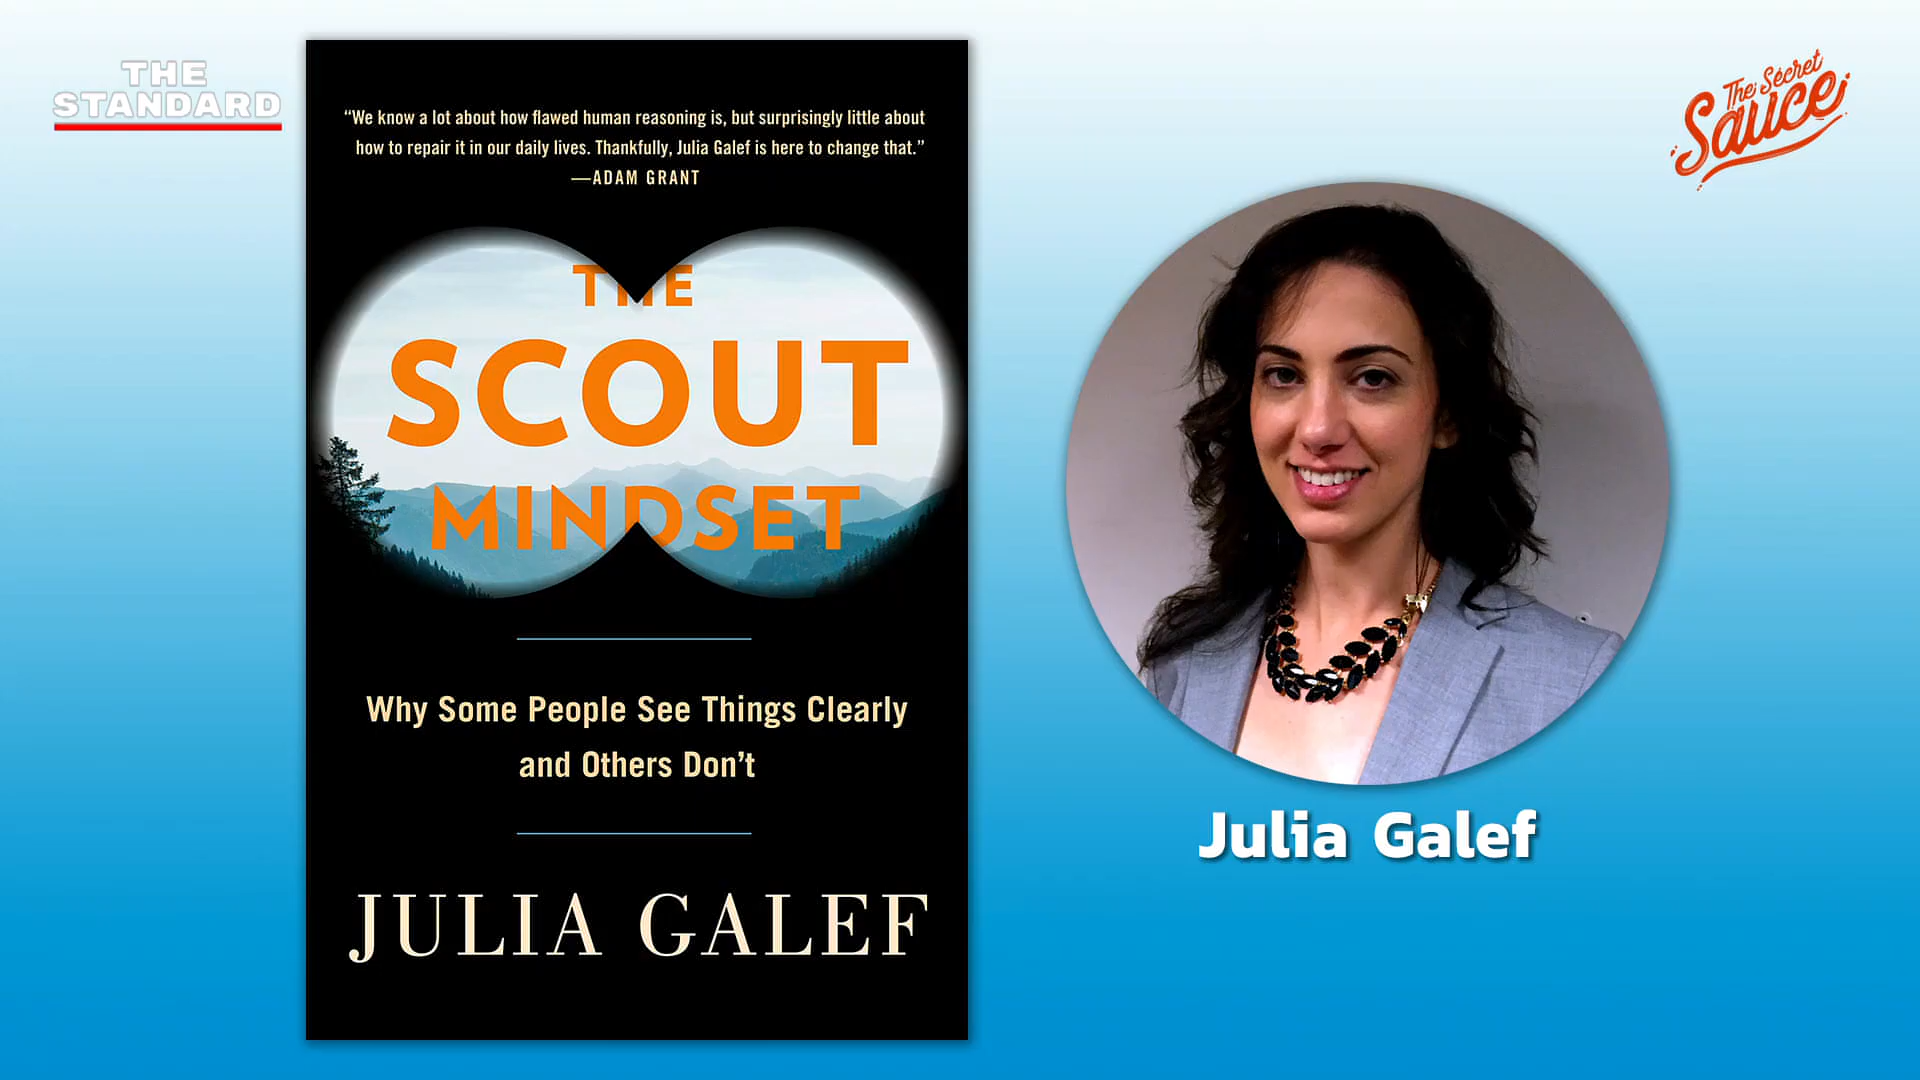 THE
STANDARD
“We know a lot about how flawed human reasoning is, but surprisingly little about
how to repair it in our daily lives. Thankfully, Julia Galef is here to change that.”
—ADAM GRANT
THE
SCOUT
MINDSET
Why Some People See Things Clearly
and Others Don’t
JULIA GALEF
The Secret
Sauce
Julia Galef